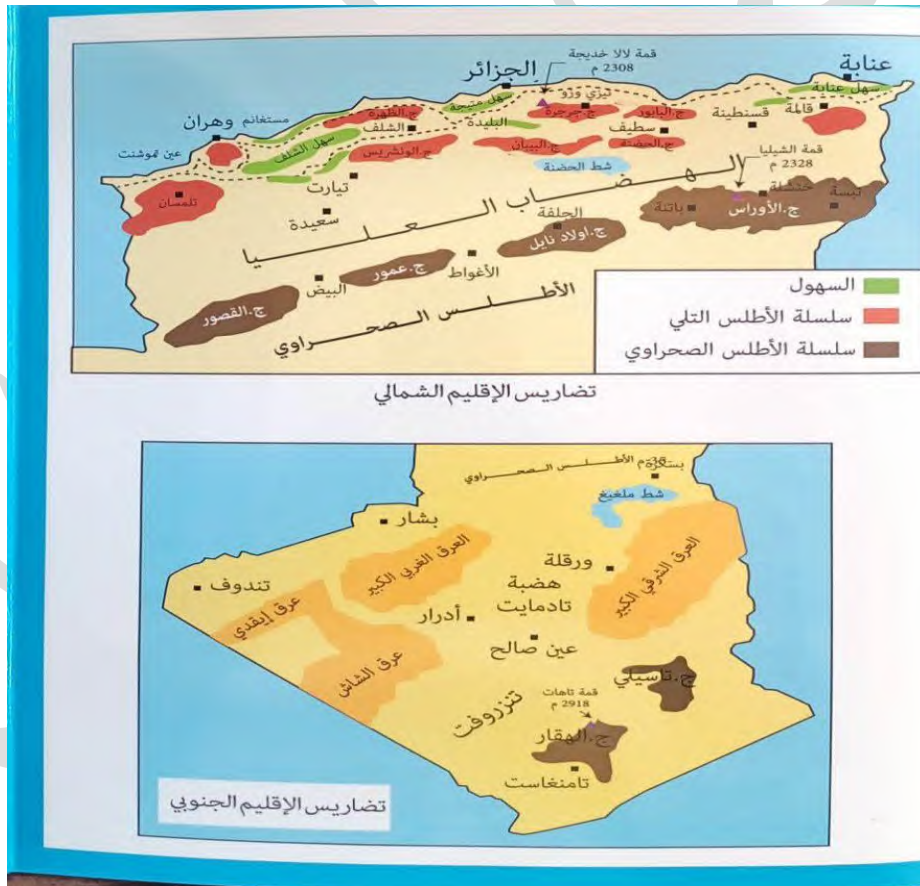 قمة لالا خديجة
2308 م
عنابة
الجزائر
سهل عنابة
تيزي وزو
سهل متيجة
ج.الظهرة
ج.جرجرة
ج.البابور
قالمة
مستغانم
وهران
البليدة
الشلف
سطيف
قسنطينة
سهل الشلف
عين تموشنت
ج.الونشريس
ج.البيبان
ج.الحضنة
قمة الشيليا
2328 م
شط الحضنة
تيارت
الهضاب العليا
خنشلة
تبسة
تلمسان
سعيدة
الجلفة
باتنة
ج.الأوراس
ج.اولاد نايل
ج.عمور
الأغواط
البيض
ج.القصور
الأطلس الصحراوي
السهول
سلسلة الأطلس التلي
سلسلة الأطلس الصحراوي
تضاريس الإقليم الشمالي
الأطلس الصحراوي
بسكرة
شط ملغيغ
بشار
العرق الغربي الكبير
العرق الشرقي الكبير
ورقلة
هضبة
تادمايت
تندوف
عرق إيقدي
أدرار
عين صالح
عرق الشاش
ج.تاسيلي
قمة تاهات
2918 م
تنزروفت
ج.الهقار
تامنغاست
تضاريس الإقليم الجنوبي